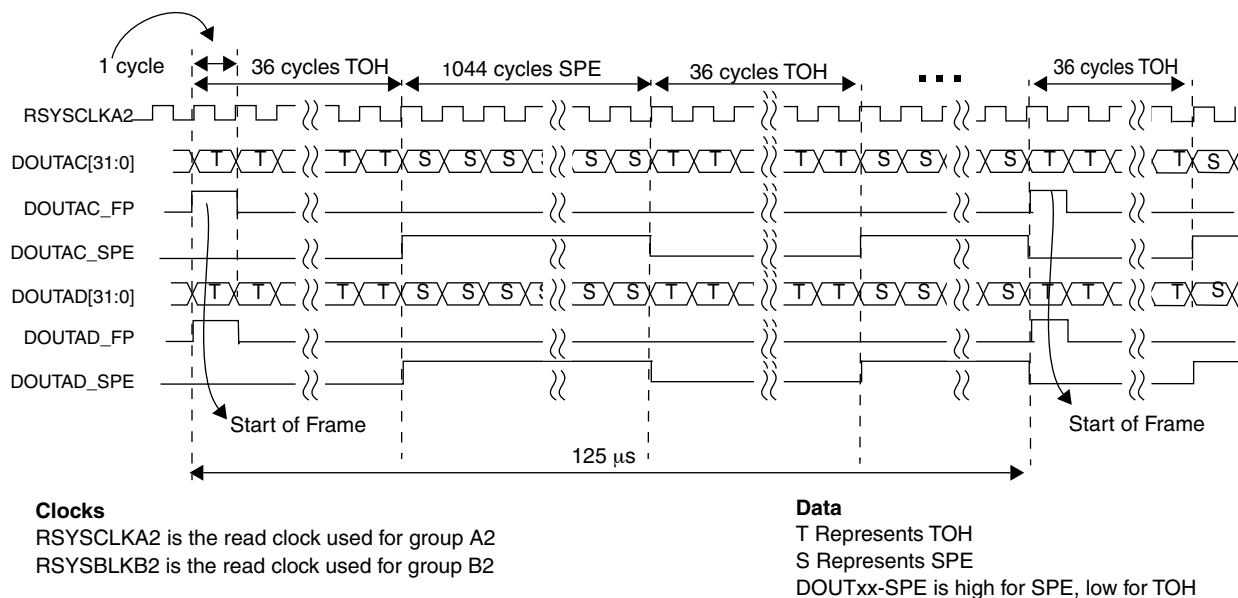 1 cycle
36 cycles TOH
1044 cycles SPE
36 cycles TOH
36 cycles TOH
RSYSCLKA2
DOUTAC[31:0]
T T T T S S S S S S T T T T S S S T T T S
DOUTAC_FP
DOUTAC_SPE
DOUTAD[31:0]
T T T T S S S S S S T T T T S S S T T T S
DOUTAD_FP
DOUTAD_SPE
Start of Frame
Start of Frame
125 μs
Clocks
RSYSCLKA2 is the read clock used for group A2
RSYSBLKB2 is the read clock used for group B2
Data
T Represents TOH
S Represents SPE
DOUTxx-SPE is high for SPE, low for TOH